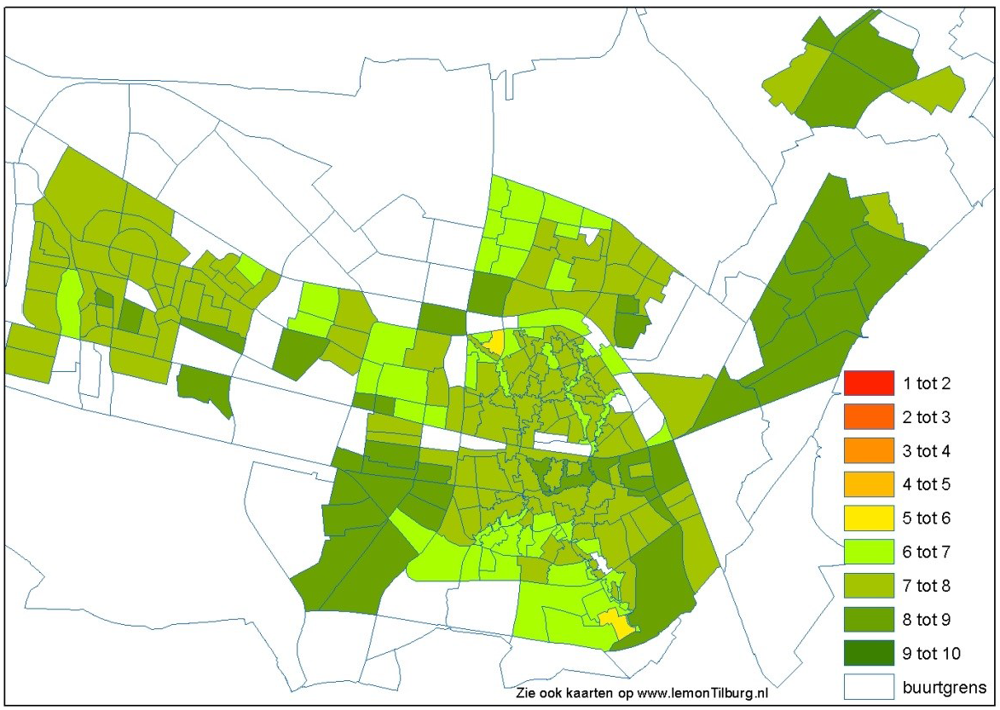 1 tot 2
2 tot 3
3 tot 4
4 tot 5
5 tot 6
6 tot 7
7 tot 8
8 tot 9
9 tot 10
buurtgrens
Zie ook kaarten op www.lemonTilburg.nl